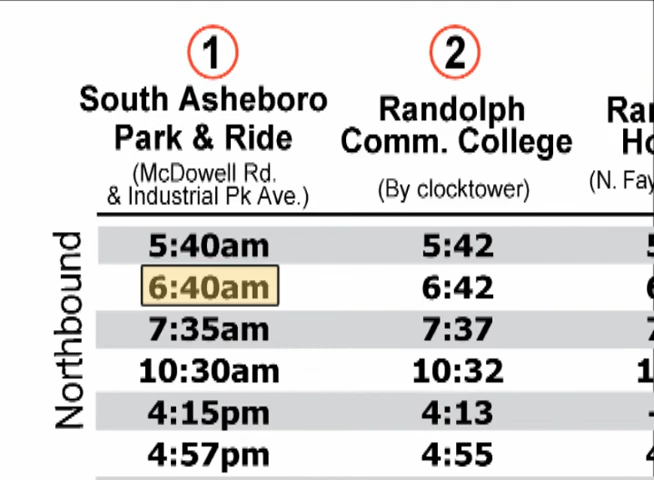 1 2
South Asheboro
Park & Ride
(McDowell Rd.
& Industrial Pk Ave.)
Randolph
Comm. College
(By clocktower)
(N. Fay
Northbound
5:40am 5:42
6:40am 6:42
7:35am 7:37
10:30am 10:32
4:15pm 4:13
4:57pm 4:55